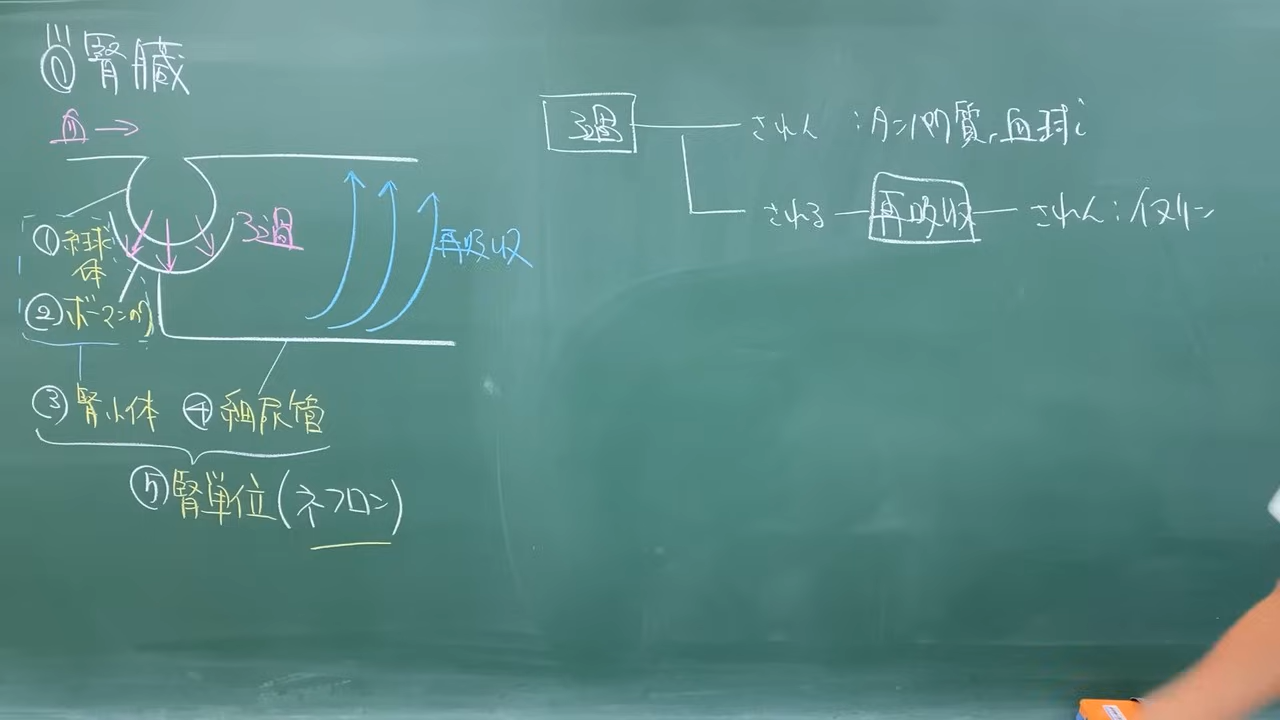 ① 腎臓
血 →
① 糸球体
② ボーマンのう
ろ過
再吸収
③ 腎小体
④ 細尿管
⑤ 腎単位(ネフロン)
ろ過
されん : タンパク質、血球
される
再吸収
されん : イヌリン